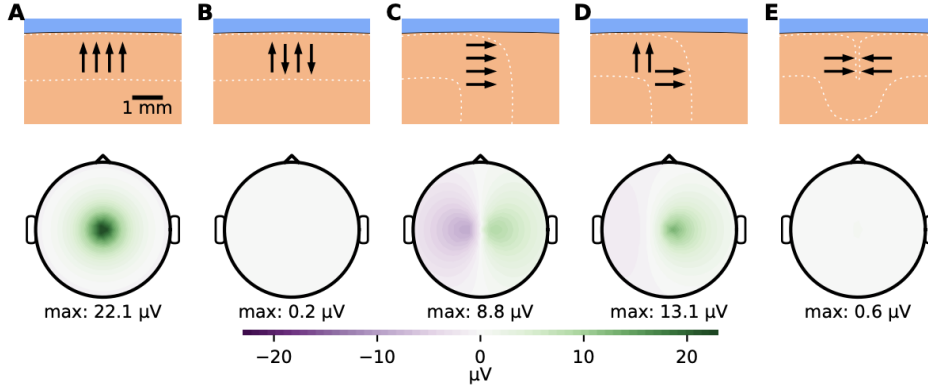 A B C D E
1 mm
max: 22.1 µV max: 0.2 µV max: 8.8 µV max: 13.1 µV max: 0.6 µV
−20 −10 0 10 20
µV